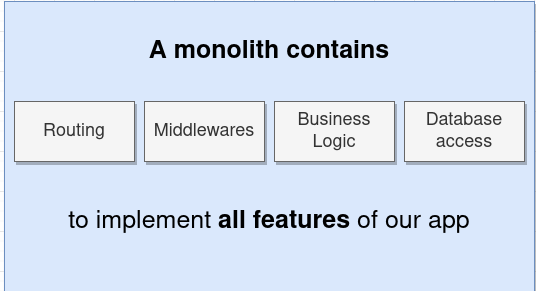 A monolith contains
Routing
Middlewares
Business
Logic
Database
access
to implement all features of our app